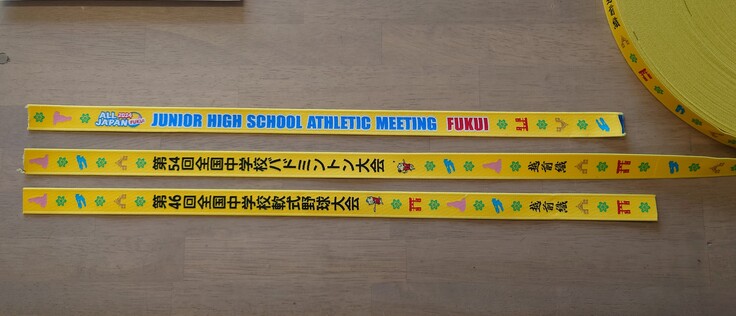 ALL JAPAN 2024 FUKUI JUNIOR HIGH SCHOOL ATHLETIC MEETING FUKUI
第54回全国中学校バドミントン大会 越前織
第46回全国中学校軟式野球大会 越前織